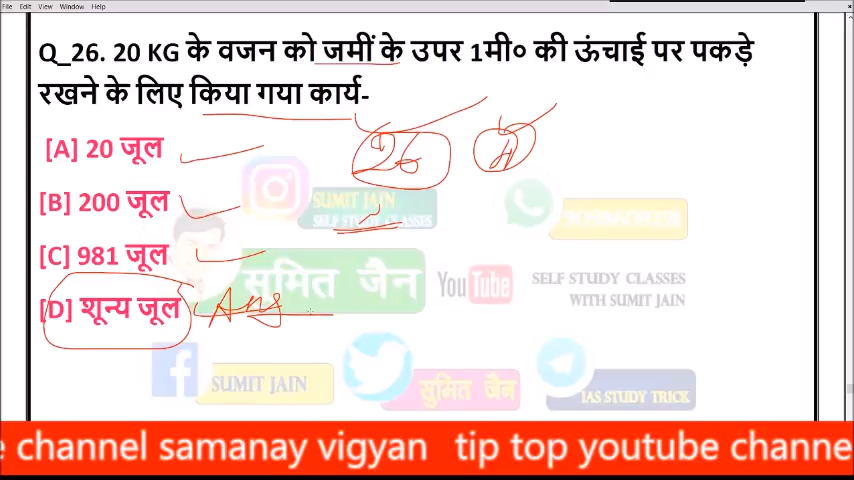 File Edit View Window Help
Q_26. 20 KG के वजन को जमीं के उपर 1मी० की ऊंचाई पर पकड़े
रखने के लिए किया गया कार्य-
[A] 20 जूल
26
[B] 200 जूल
SUMIT JAIN
SELF STUDY CLASSES
[C] 981 जूल
सुमित जैन
YouTube
SELF STUDY CLASSES
WITH SUMIT JAIN
[D] शून्य जूल
Ans
SUMIT JAIN
सुमित जैन
IAS STUDY TRICK
e channel samanay vigyan tip top youtube channe